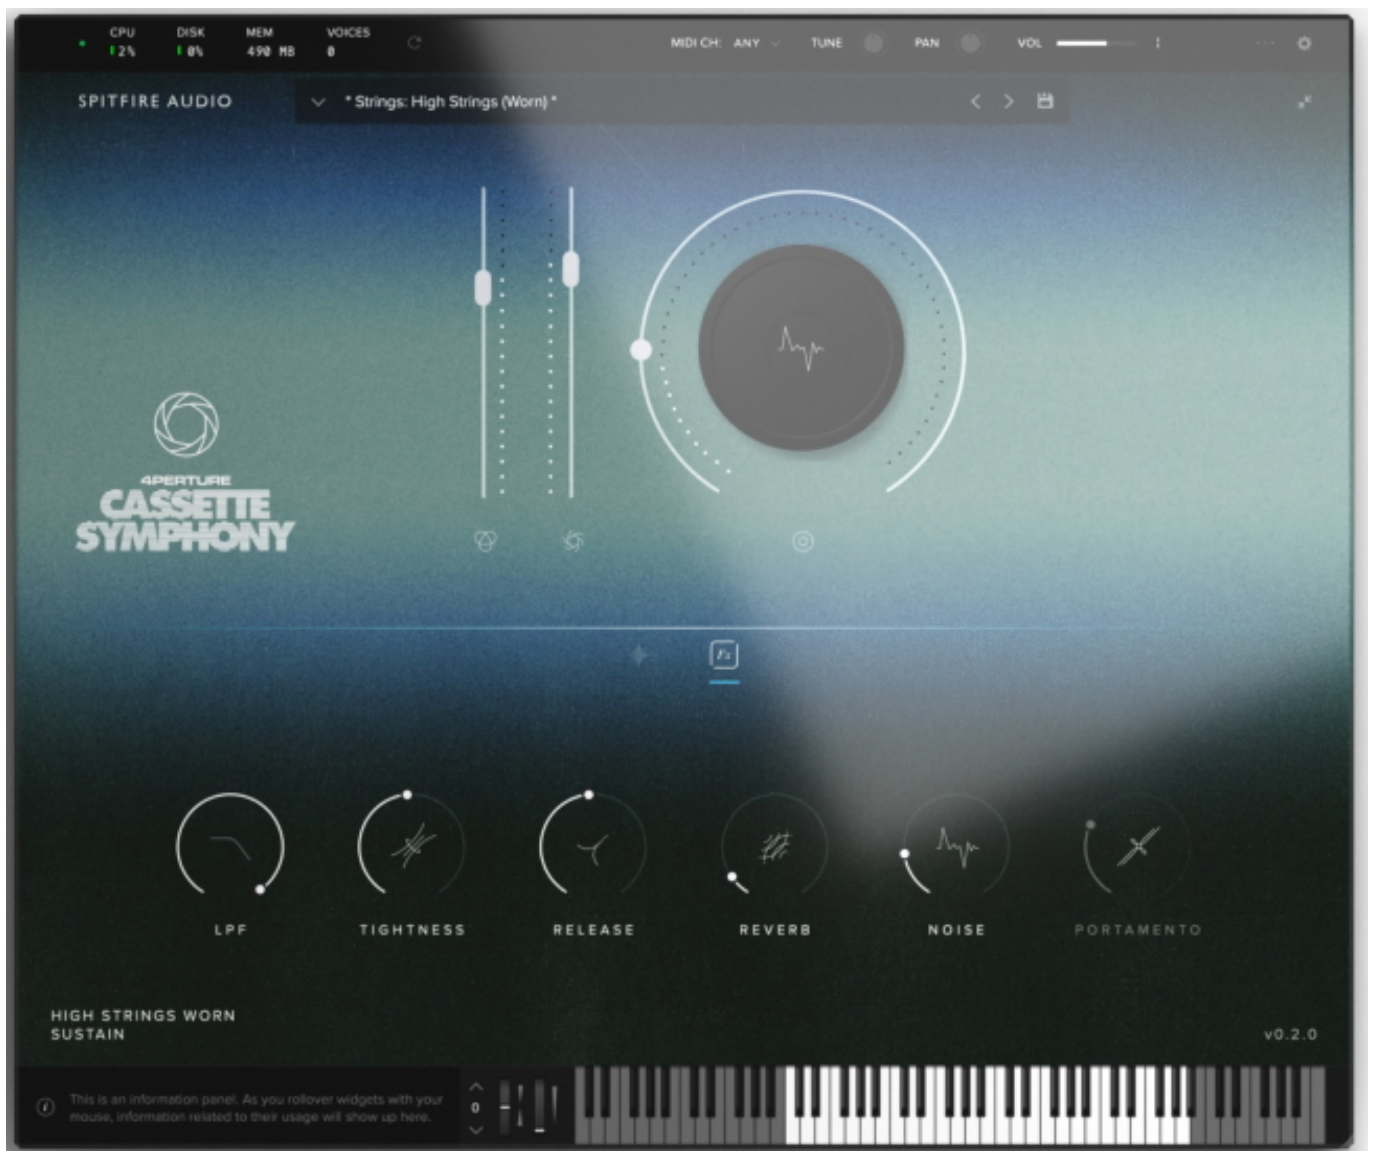 CPU DISK MEM VOICES
2% 0% 490 MB 0
MIDI CH: ANY TUNE PAN VOL
SPITFIRE AUDIO
" Strings: High Strings (Worn) "
4PERTURE
CASSETTE
SYMPHONY
Fx
LPF TIGHTNESS RELEASE REVERB NOISE PORTAMENTO
HIGH STRINGS WORN
SUSTAIN
v0.2.0
This is an information panel. As you rollover widgets with your
mouse, information related to their usage will show up here.
0